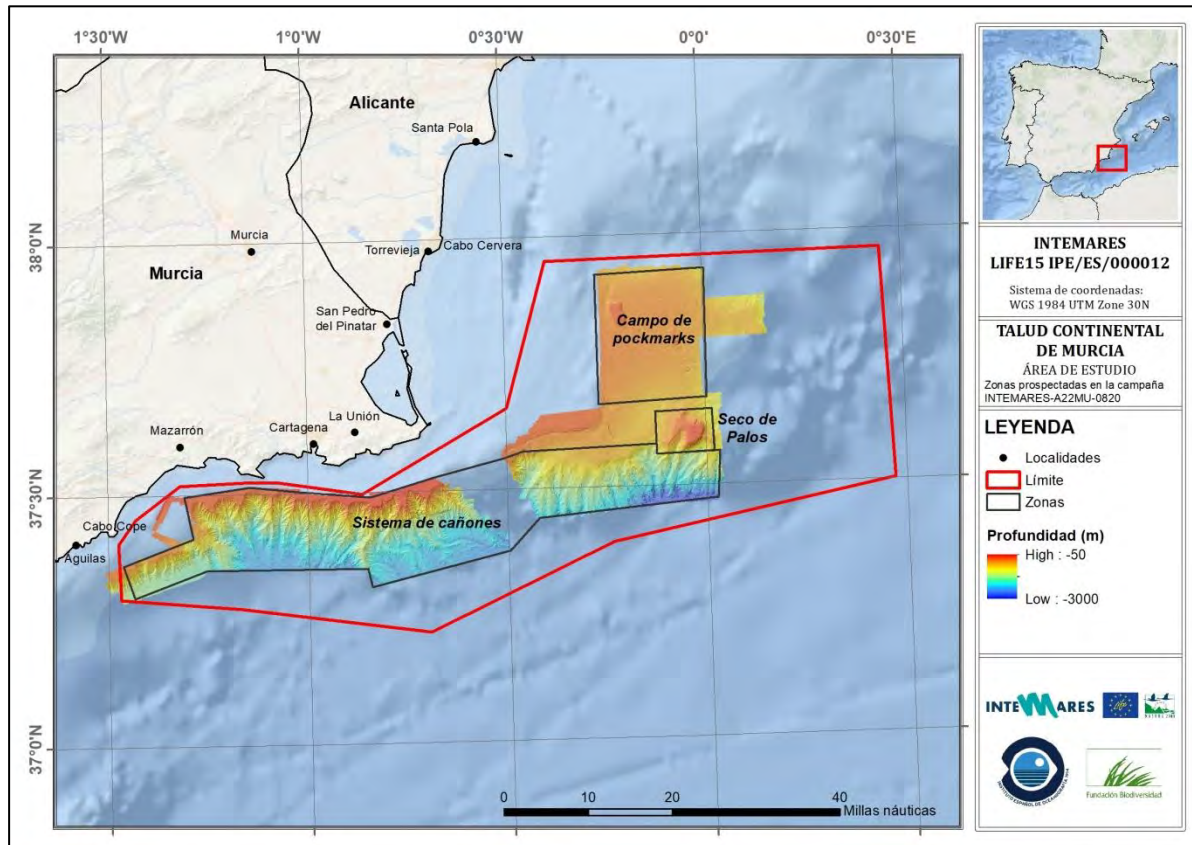 1°30'W 1°0'W 0°30'W 0°0' 0°30'E
38°0'N
37°30'N
37°0'N
Alicante
Santa Pola
Murcia
Torrevieja
Cabo Cervera
Murcia
San Pedro
del Pinatar
Campo de
pockmarks
La Unión
Mazarrón
Cartagena
Seco de
Palos
Cabo Cope
Sistema de cañones
Águilas
0 10 20 40
Millas náuticas
INTEMARES
LIFE15 IPE/ES/000012
Sistema de coordenadas:
WGS 1984 UTM Zone 30N
TALUD CONTINENTAL
DE MURCIA
ÁREA DE ESTUDIO
Zonas prospectadas en la campaña
INTEMARES-A22MU-0820
LEYENDA
Localidades
Límite
Zonas
Profundidad (m)
High : -50
Low : -3000
INTEMARES
INSTITUTO ESPAÑOL DE OCEANOGRAFÍA
Fundación Biodiversidad